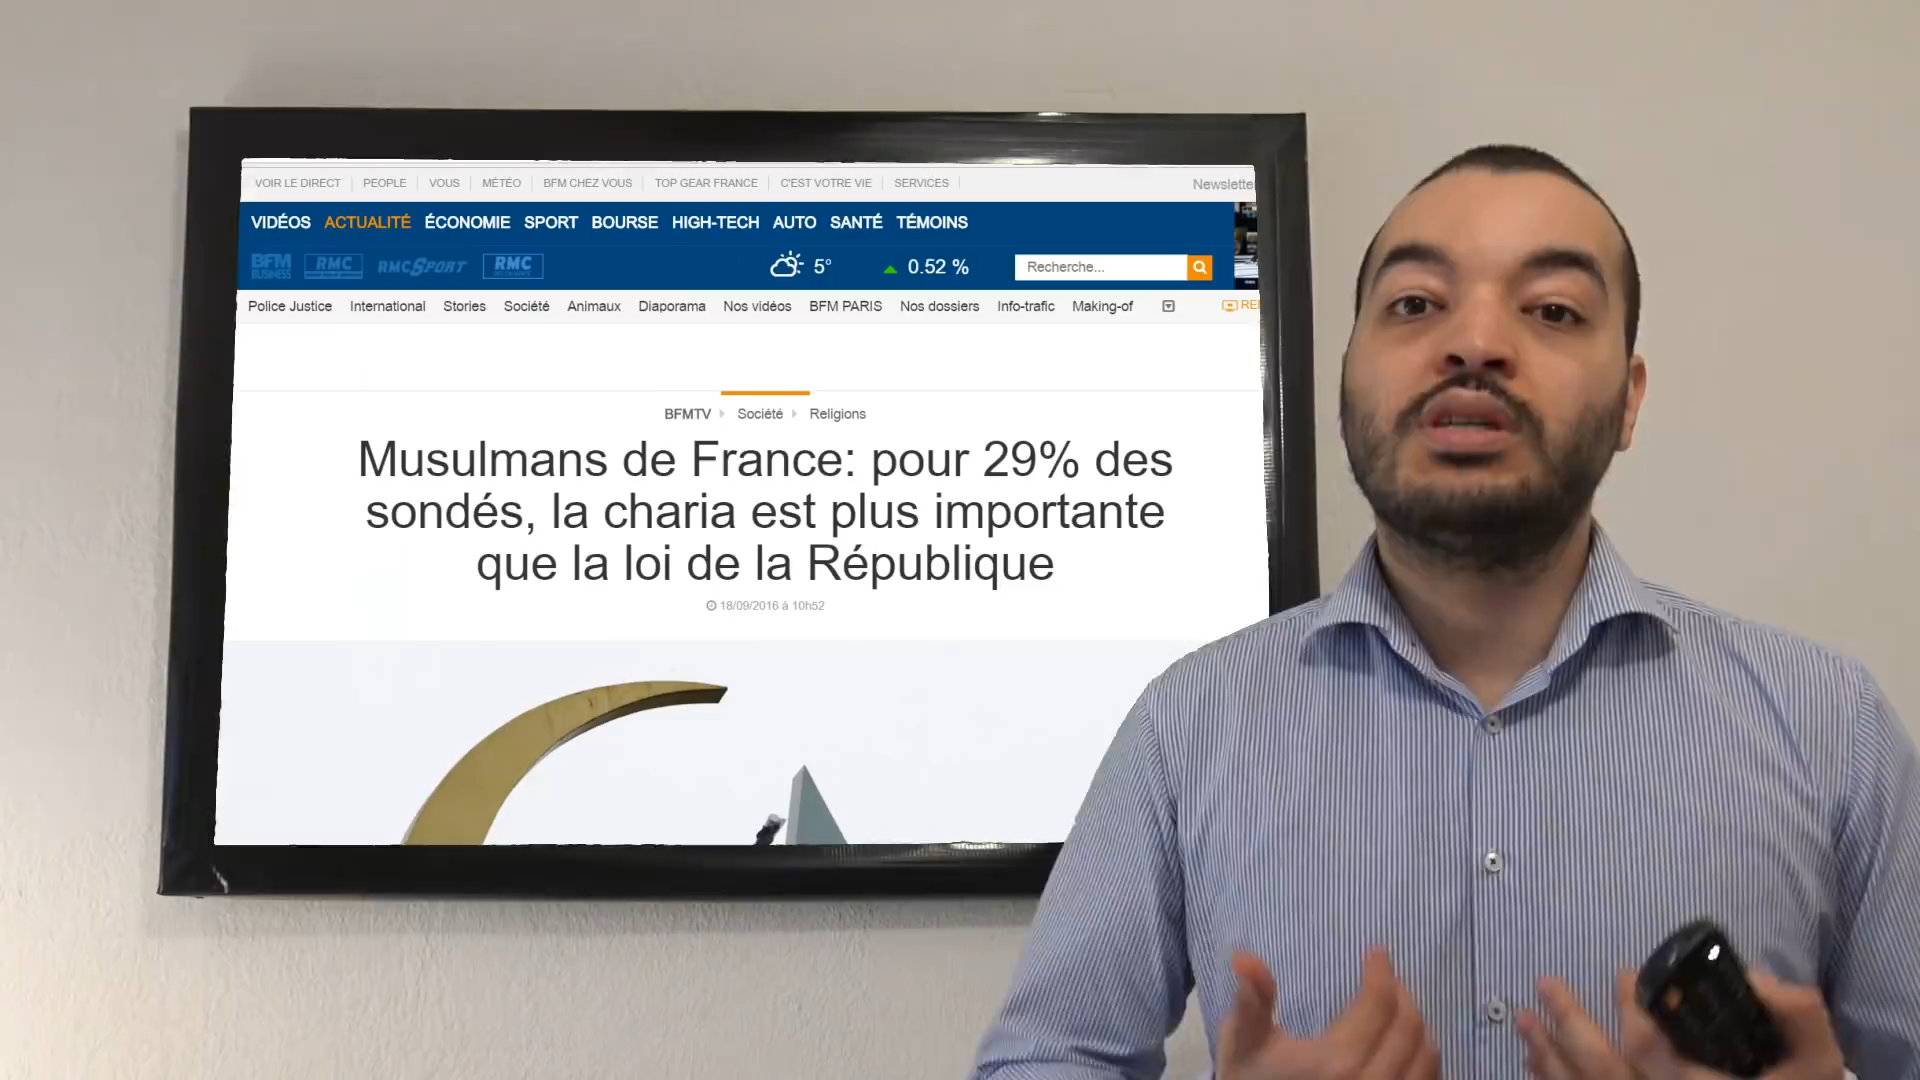 VOIR LE DIRECT PEOPLE VOUS MÉTÉO BFM CHEZ VOUS TOP GEAR FRANCE C'EST VOTRE VIE SERVICES Newslette
VIDÉOS ACTUALITÉ ÉCONOMIE SPORT BOURSE HIGH-TECH AUTO SANTÉ TÉMOINS
BFM BUSINESS RMC RMC SPORT RMC DÉCOUVERTE 5° 0.52 % Recherche...
Police Justice International Stories Société Animaux Diaporama Nos vidéos BFM PARIS Nos dossiers Info-trafic Making-of RE
BFMTV Société Religions
Musulmans de France: pour 29% des
sondés, la charia est plus importante
que la loi de la République
18/09/2016 à 10h52